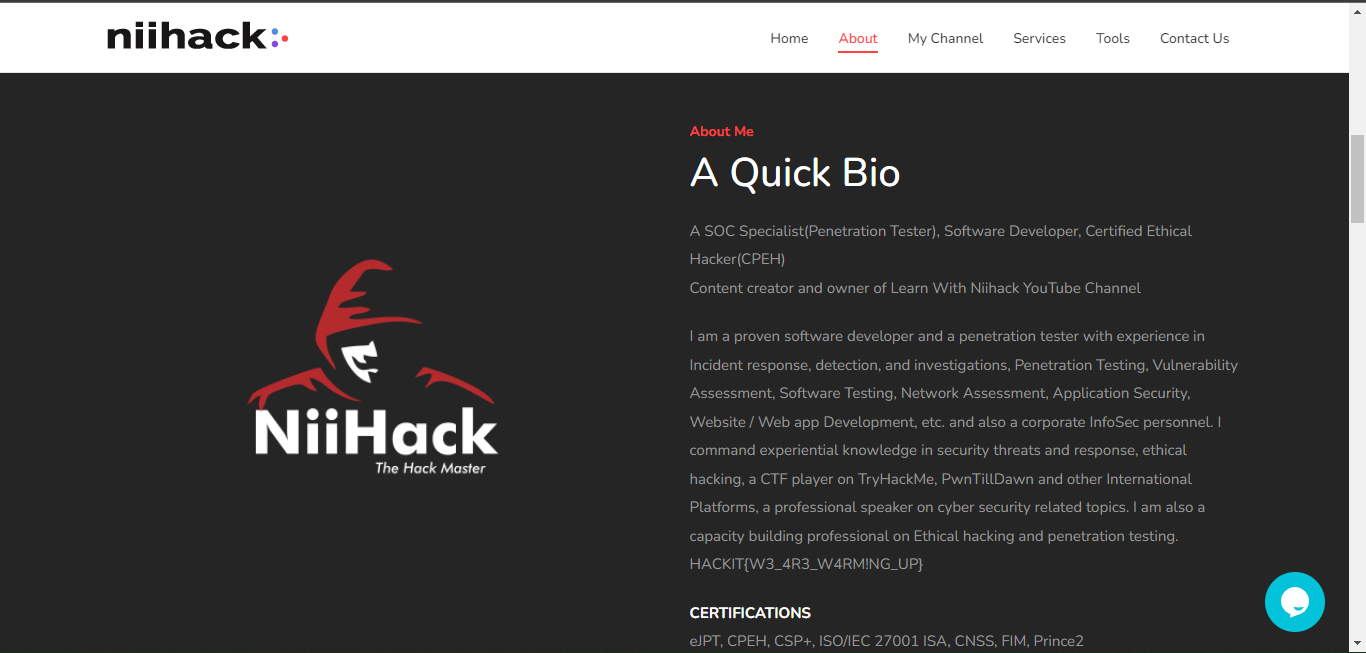 niihack
Home About My Channel Services Tools Contact Us
About Me
A Quick Bio
A SOC Specialist(Penetration Tester), Software Developer, Certified Ethical
Hacker(CPEH)
Content creator and owner of Learn With Niihack YouTube Channel
I am a proven software developer and a penetration tester with experience in
Incident response, detection, and investigations, Penetration Testing, Vulnerability
Assessment, Software Testing, Network Assessment, Application Security,
Website / Web app Development, etc. and also a corporate InfoSec personnel. I
command experiential knowledge in security threats and response, ethical
hacking, a CTF player on TryHackMe, PwnTillDawn and other International
Platforms, a professional speaker on cyber security related topics. I am also a
capacity building professional on Ethical hacking and penetration testing.
HACKIT{W3_4R3_W4RM!NG_UP}
CERTIFICATIONS
eJPT, CPEH, CSP+, ISO/IEC 27001 ISA, CNSS, FIM, Prince2
NiiHack
The Hack Master